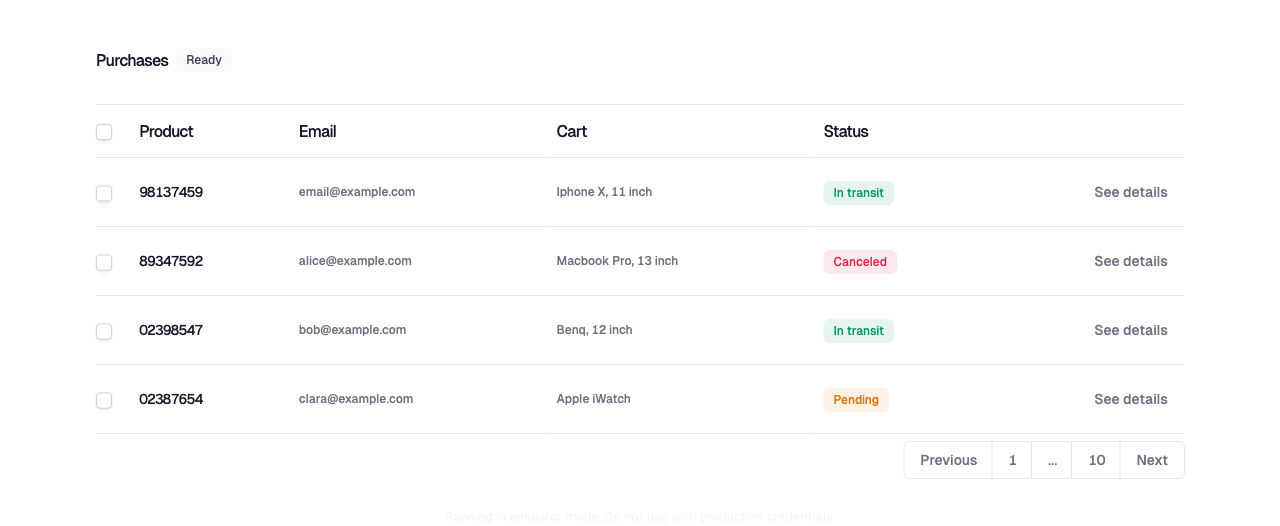 Purchases Ready
Product Email Cart Status
98137459 email@example.com Iphone X, 11 inch In transit See details
89347592 alice@example.com Macbook Pro, 13 inch Canceled See details
02398547 bob@example.com Benq, 12 inch In transit See details
02387654 clara@example.com Apple iWatch Pending See details
Previous 1 ... 10 Next
Running in emulator mode. Do not use with production credentials.